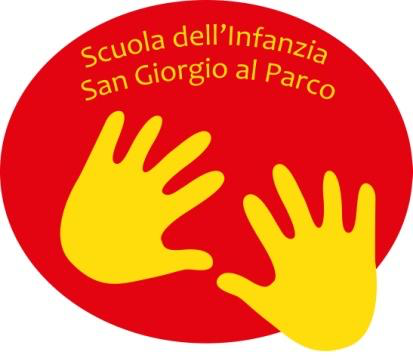 Scuola dell'Infanzia
San Giorgio al Parco